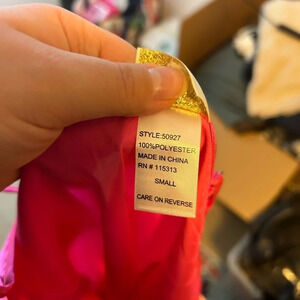 STYLE:50927
100%POLYESTER
MADE IN CHINA
RN # 115313
SMALL
CARE ON REVERSE